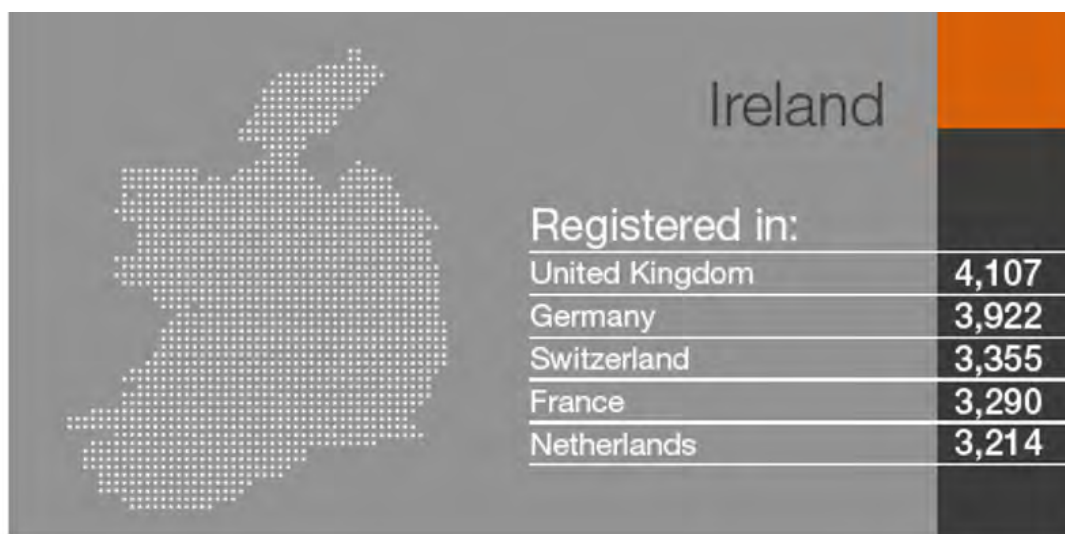 Ireland
Registered in:
United Kingdom 4,107
Germany 3,922
Switzerland 3,355
France 3,290
Netherlands 3,214